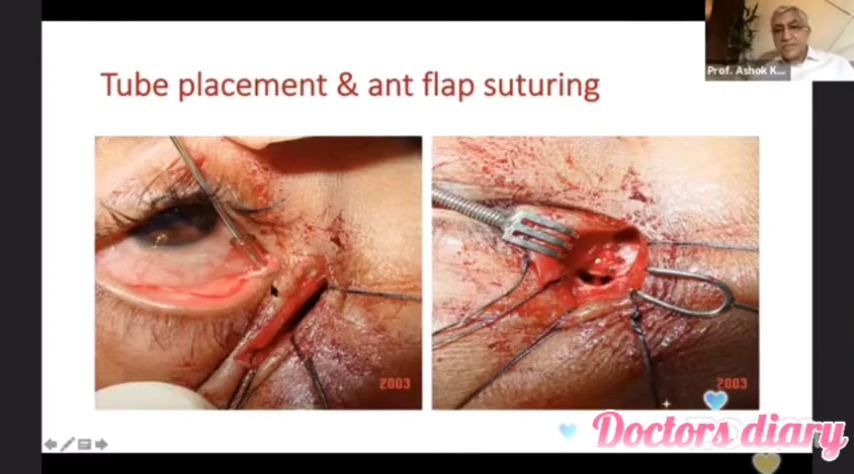 Prof. Ashok K...
Tube placement & ant flap suturing
2003
2003
Doctors diary